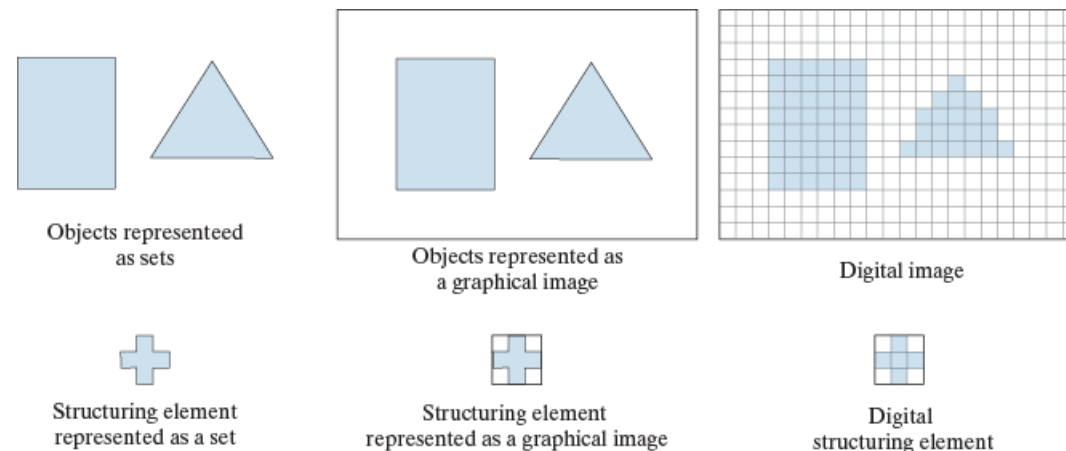 Objects representeed
as sets
Objects represented as
a graphical image
Digital image
Structuring element
represented as a set
Structuring element
represented as a graphical image
Digital
structuring element